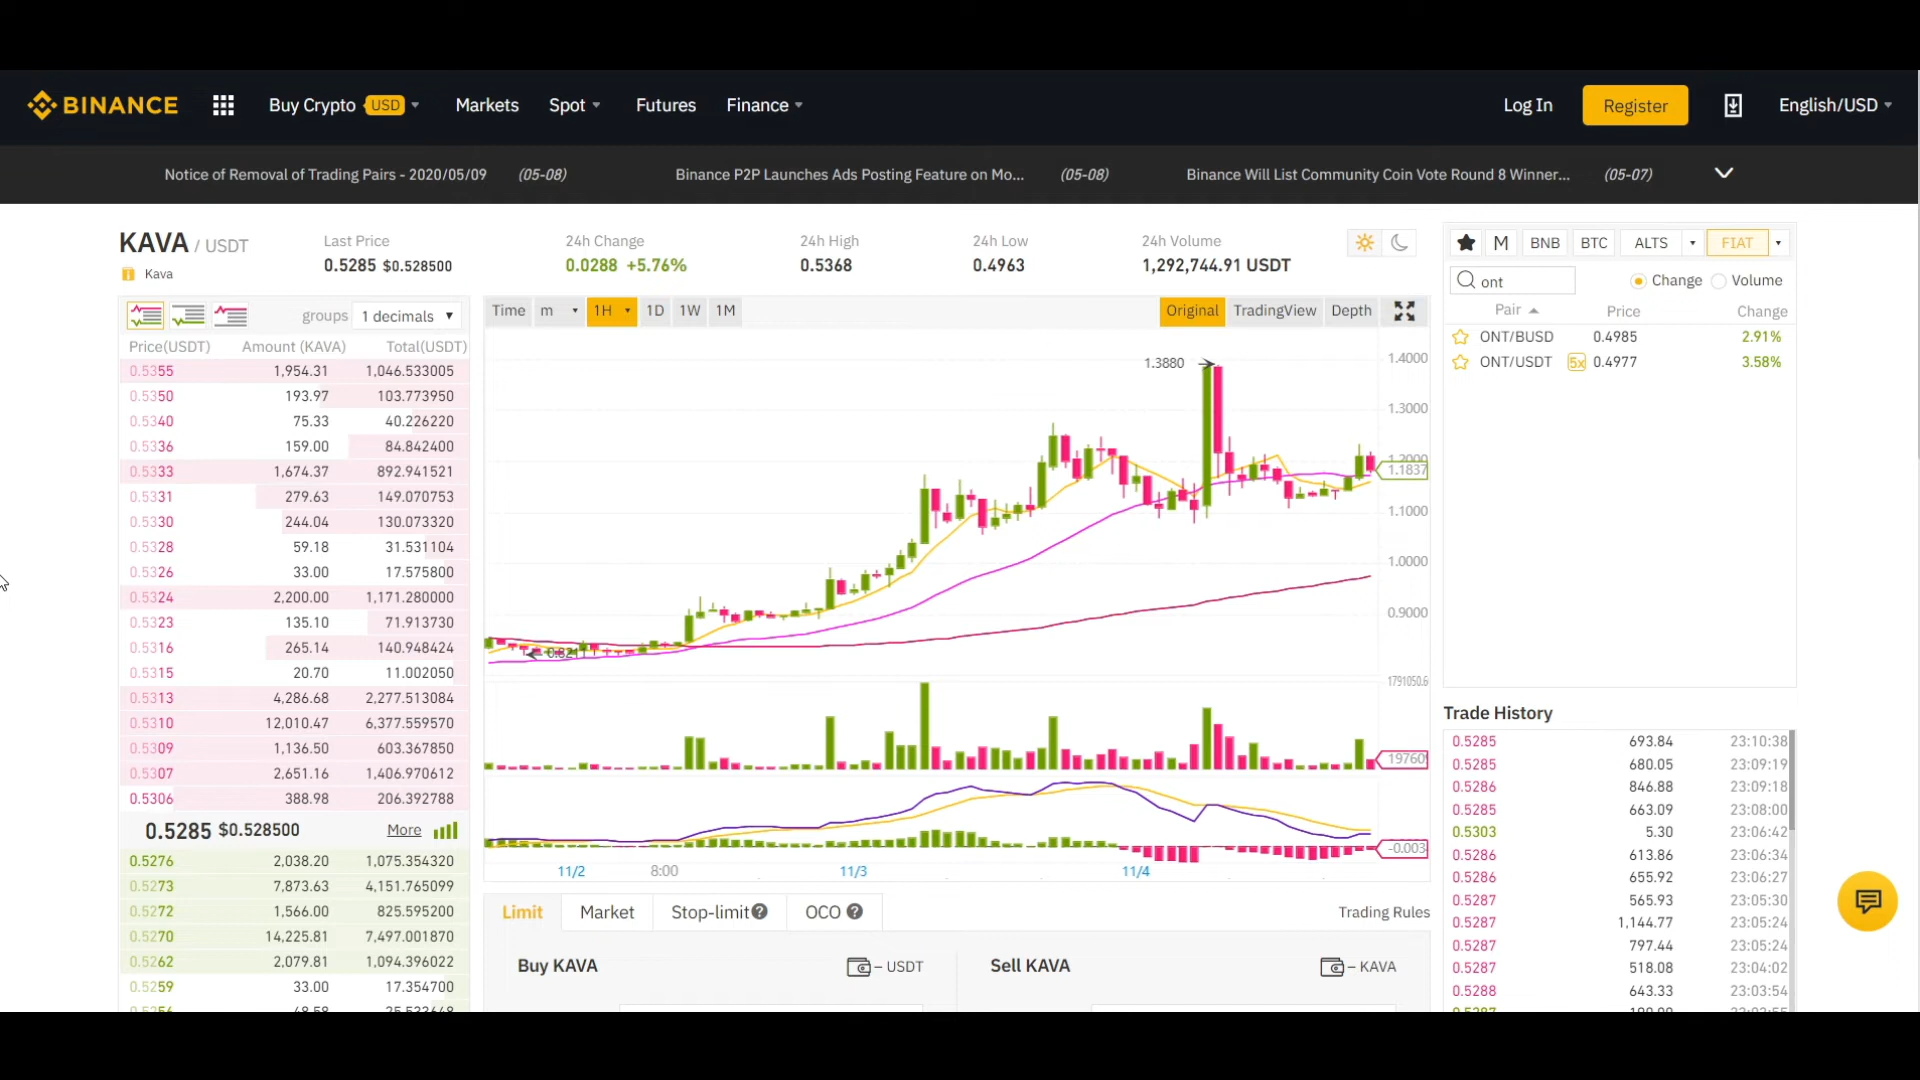 BINANCE
Buy Crypto USD Markets Spot Futures Finance Log In Register English/USD
Notice of Removal of Trading Pairs - 2020/05/09 (05-08) Binance P2P Launches Ads Posting Feature on Mo... (05-08) Binance Will List Community Coin Vote Round 8 Winner... (05-07)
KAVA / USDT
Kava
Last Price
0.5285 $0.528500
24h Change
0.0288 +5.76%
24h High
0.5368
24h Low
0.4963
24h Volume
1,292,744.91 USDT
groups 1 decimals
Price(USDT) Amount (KAVA) Total(USDT)
0.5355 1,954.31 1,046.533005
0.5350 193.97 103.773950
0.5340 75.33 40.226220
0.5336 159.00 84.842400
0.5333 1,674.37 892.941521
0.5331 279.63 149.070753
0.5330 244.04 130.073320
0.5328 59.18 31.531104
0.5326 33.00 17.575800
0.5324 2,200.00 1,171.280000
0.5323 135.10 71.913730
0.5316 265.14 140.948424
0.5315 20.70 11.002050
0.5313 4,286.68 2,277.513084
0.5310 12,010.47 6,377.559570
0.5309 1,136.50 603.367850
0.5307 2,651.16 1,406.970612
0.5306 388.98 206.392788
0.5285 $0.528500 More
0.5276 2,038.20 1,075.354320
0.5273 7,873.63 4,151.765099
0.5272 1,566.00 825.595200
0.5270 14,225.81 7,497.001870
0.5262 2,079.81 1,094.396022
0.5259 33.00 17.354700
Time m 1H 1D 1W 1M Original TradingView Depth
1.3880
1.4000
1.3000
1.2000
1.1837
1.1000
1.0000
0.9000
0.8211
1791050.6
19760
-0.003
11/2 8:00 11/3 11/4
Limit Market Stop-limit OCO Trading Rules
Buy KAVA – USDT Sell KAVA – KAVA
M BNB BTC ALTS FIAT
ont Change Volume
Pair Price Change
ONT/BUSD 0.4985 2.91%
ONT/USDT 5x 0.4977 3.58%
Trade History
0.5285 693.84 23:10:38
0.5285 680.05 23:09:19
0.5286 846.88 23:09:18
0.5285 663.09 23:08:00
0.5303 5.30 23:06:42
0.5286 613.86 23:06:34
0.5286 655.92 23:06:27
0.5287 565.93 23:05:30
0.5287 1,144.77 23:05:24
0.5287 797.44 23:05:24
0.5287 518.08 23:04:02
0.5288 643.33 23:03:54